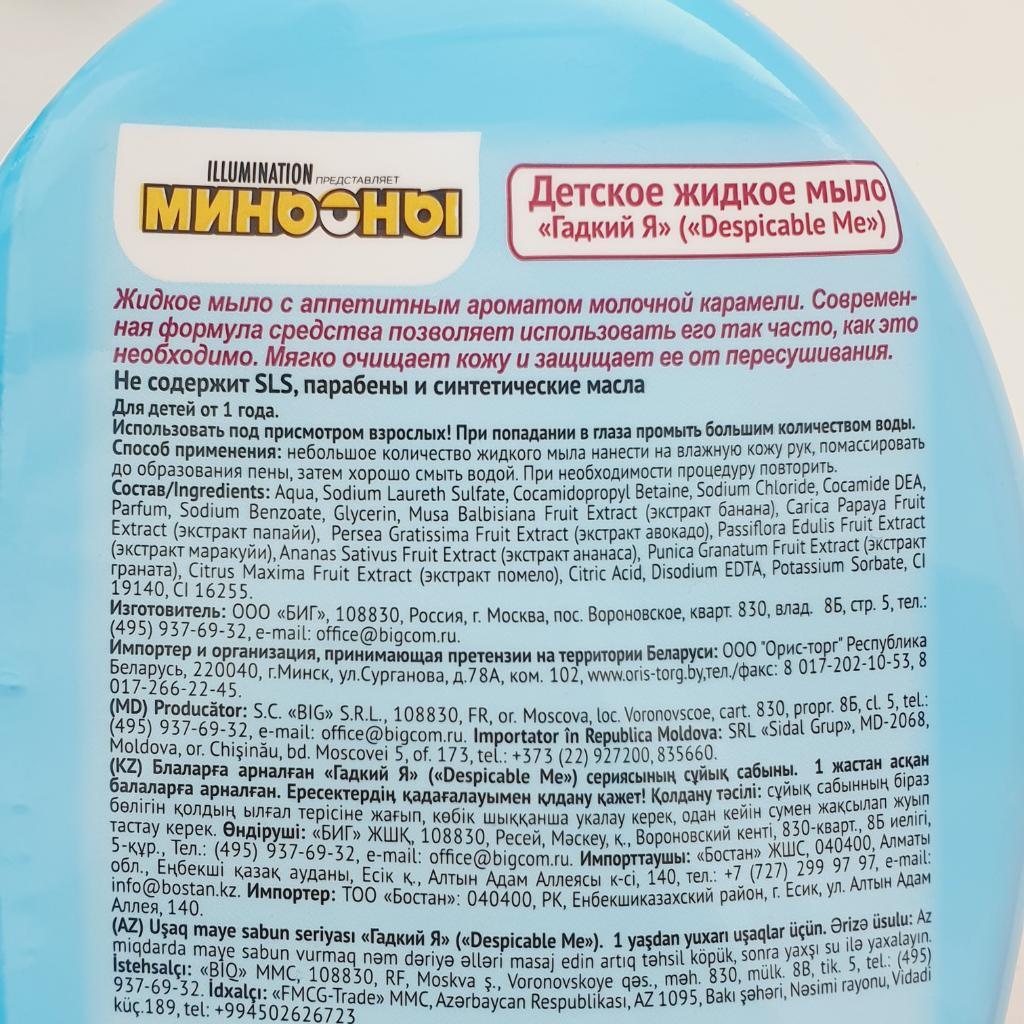 ILLUMINATION ПРЕДСТАВЛЯЕТ
МИНЬОНЫ
Детское жидкое мыло
«Гадкий Я» («Despicable Me»)
Жидкое мыло с аппетитным ароматом молочной карамели. Современ-
ная формула средства позволяет использовать его так часто, как это
необходимо. Мягко очищает кожу и защищает ее от пересушивания.
Не содержит SLS, парабены и синтетические масла
Для детей от 1 года.
Использовать под присмотром взрослых! При попадании в глаза промыть большим количеством воды.
Способ применения: небольшое количество жидкого мыла нанести на влажную кожу рук, помассировать
до образования пены, затем хорошо смыть водой. При необходимости процедуру повторить.
Состав/Ingredients: Aqua, Sodium Laureth Sulfate, Cocamidopropyl Betaine, Sodium Chloride, Cocamide DEA,
Parfum, Sodium Benzoate, Glycerin, Musa Balbisiana Fruit Extract (экстракт банана), Carica Papaya Fruit
Extract (экстракт папайи), Persea Gratissima Fruit Extract (экстракт авокадо), Passiflora Edulis Fruit Extract
(экстракт маракуйи), Ananas Sativus Fruit Extract (экстракт ананаса), Punica Granatum Fruit Extract (экстракт
граната), Citrus Maxima Fruit Extract (экстракт помело), Citric Acid, Disodium EDTA, Potassium Sorbate, CI
19140, CI 16255.
Изготовитель: ООО «БИГ», 108830, Россия, г. Москва, пос. Вороновское, кварт. 830, влад. 8Б, стр. 5, тел.:
(495) 937-69-32, e-mail: office@bigcom.ru.
Импортер и организация, принимающая претензии на территории Беларуси: ООО "Орис-торг" Республика
Беларусь, 220040, г.Минск, ул.Сурганова, д.78А, ком. 102, www.oris-torg.by,тел./факс: 8 017-202-10-53, 8
017-266-22-45.
(MD) Producător: S.C. «BIG» S.R.L., 108830, FR, or. Moscova, loc. Voronovscoe, cart. 830, propr. 8Б, cl. 5, tel.:
(495) 937-69-32, e-mail: office@bigcom.ru. Importator în Republica Moldova: SRL «Sidal Grup», MD-2068,
Moldova, or. Chișinău, bd. Moscovei 5, of. 173, tel.: +373 (22) 927200, 835660.
(KZ) Блаларға арналған «Гадкий Я» («Despicable Me») сериясының сұйық сабыны. 1 жастан асқан
балаларға арналған. Ересектердің қадағалауымен қлдану қажет! Қолдану тәсілі: сұйық сабынның біраз
бөлігін қолдың ылғал терісіне жағып, көбік шыққанша укалау керек, одан кейін сумен жақсылап жуып
тастау керек. Өндіруші: «БИГ» ЖШҚ, 108830, Ресей, Мәскеу, қ., Вороновский кенті, 830-кварт., 8Б иелігі,
5-құр., Тел.: (495) 937-69-32, e-mail: office@bigcom.ru. Импорттаушы: «Бостан» ЖШС, 040400, Алматы
обл., Еңбекші қазақ ауданы, Есік қ., Алтын Адам Аллеясы к-сі, 140, тел.: +7 (727) 299 97 97, e-mail:
info@bostan.kz. Импортер: ТОО «Бостан»: 040400, РК, Енбекшиказахский район, г. Есик, ул. Алтын Адам
Аллея, 140.
(AZ) Uşaq maye sabun seriyası «Гадкий Я» («Despicable Me»). 1 yaşdan yuxarı uşaqlar üçün. Ərizə üsulu: Az
miqdarda maye sabun vurmaq nəm dəriyə əlləri masaj edin artıq təhsil köpük, sonra yaxşı su ilə yaxalayın.
İstehsalçı: «BİQ» MMC, 108830, RF, Moskva ş., Voronovskoye qəs., məh. 830, mülk. 8B, tik. 5, tel.: (495)
937-69-32. İdxalçı: «FMCG-Trade» MMC, Azərbaycan Respublikası, AZ 1095, Bakı şəhəri, Nəsimi rayonu, Vidadi
küç.189, tel: +994502626723